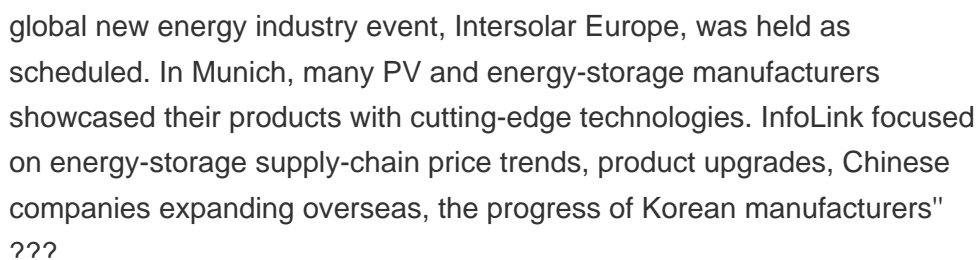 global new energy industry event, Intersolar Europe, was held as
scheduled. In Munich, many PV and energy-storage manufacturers
showcased their products with cutting-edge technologies. InfoLink focused
on energy-storage supply-chain price trends, product upgrades, Chinese
companies expanding overseas, the progress of Korean manufacturers"
???